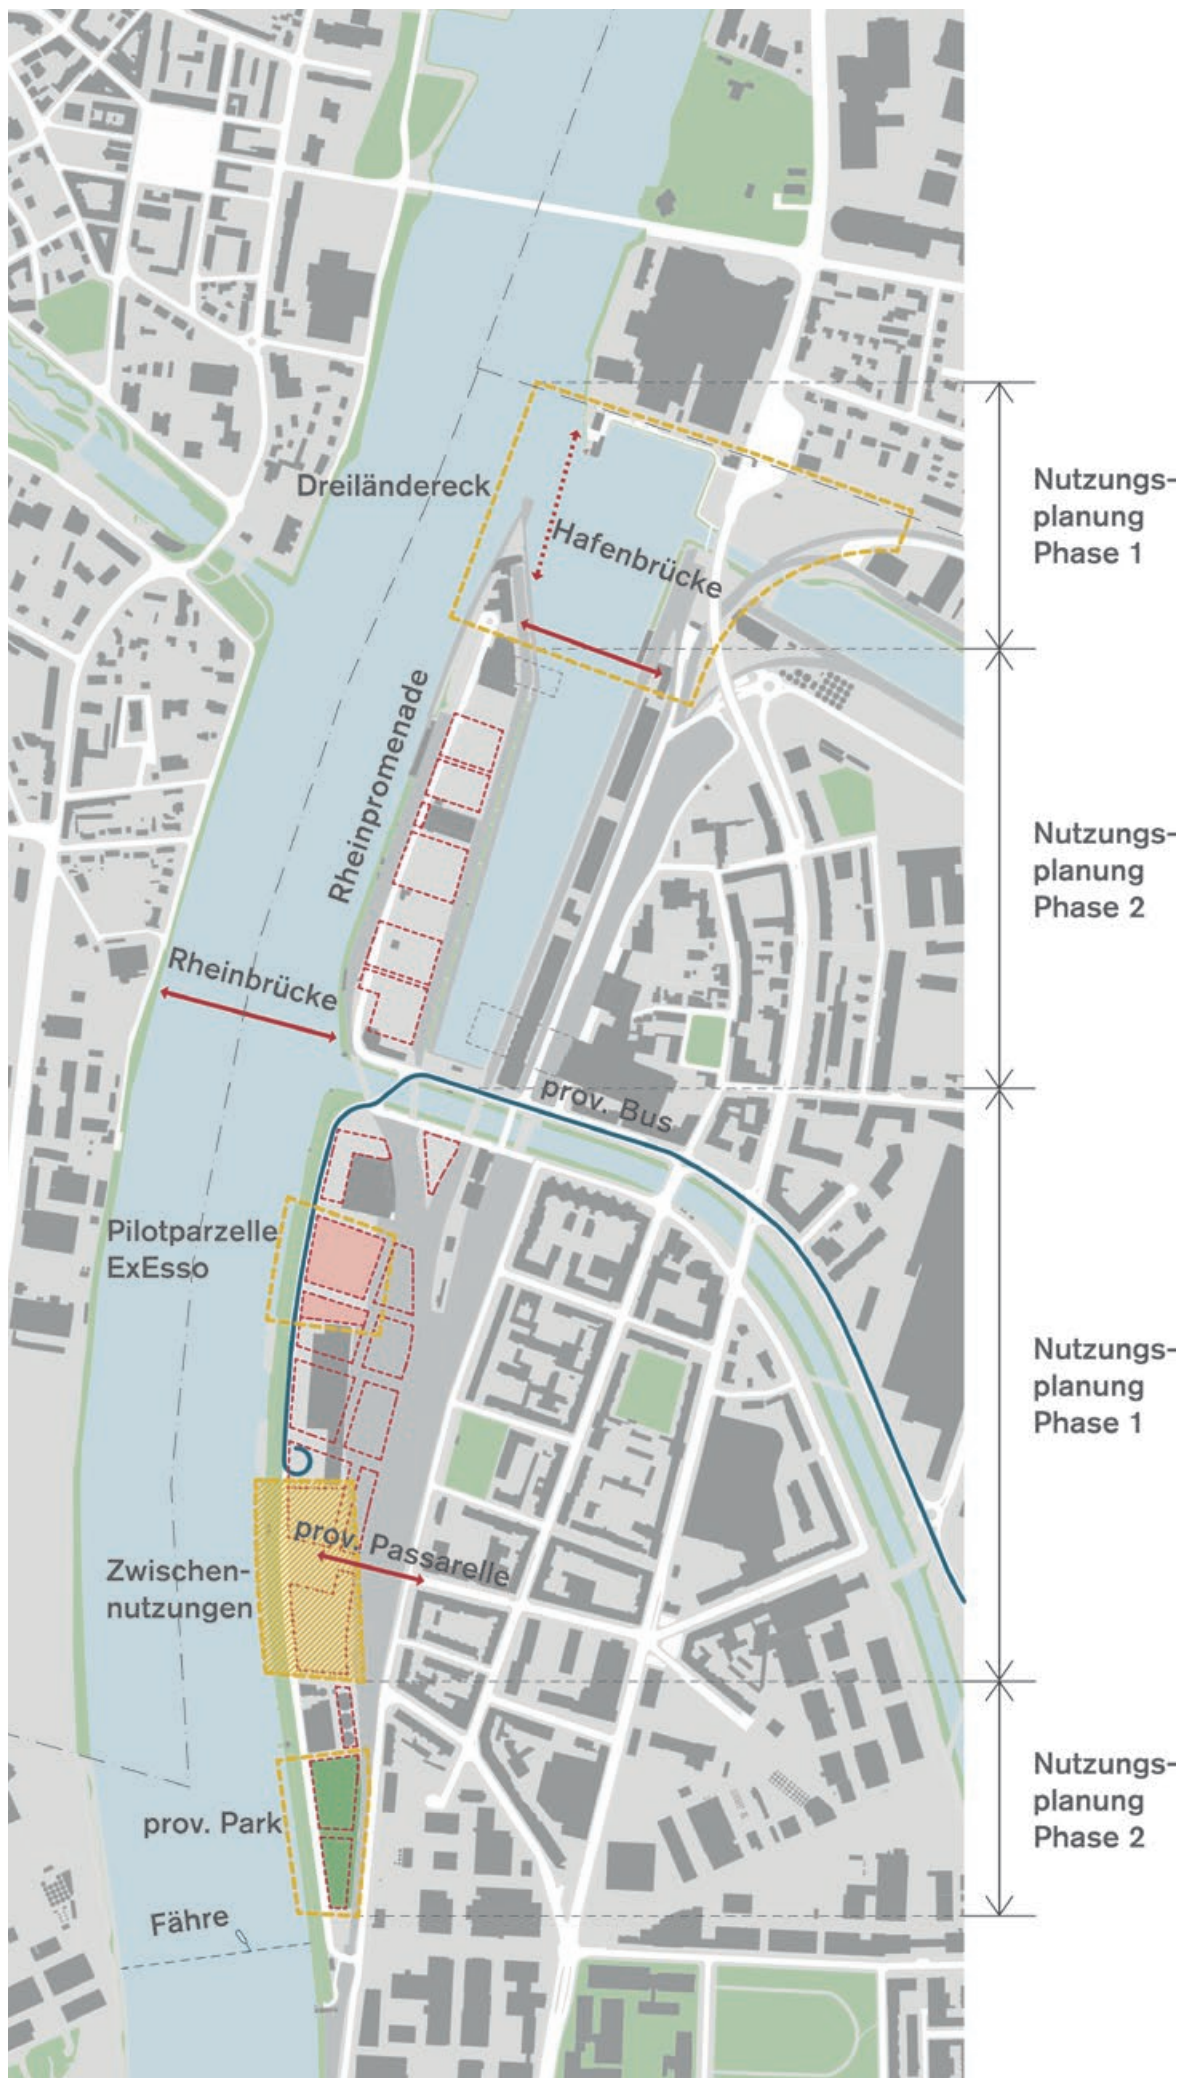 Dreiländereck
Hafenbrücke
Nutzungs-
planung
Phase 1
Rheinpromenade
Nutzungs-
planung
Phase 2
Rheinbrücke
prov. Bus
Pilotparzelle
ExEsso
Nutzungs-
planung
Phase 1
prov. Passarelle
Zwischen-
nutzungen
Nutzungs-
planung
Phase 2
prov. Park
Fähre